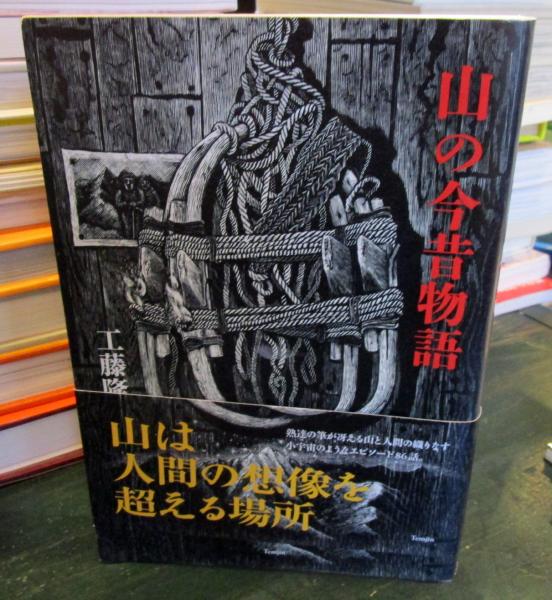 山の今昔物語
工藤隆
山は
人間の想像を
超える場所
熟達の筆が冴える山と人間の織りなす
小宇宙のようなエピソード86話。
Temjin
Temjin